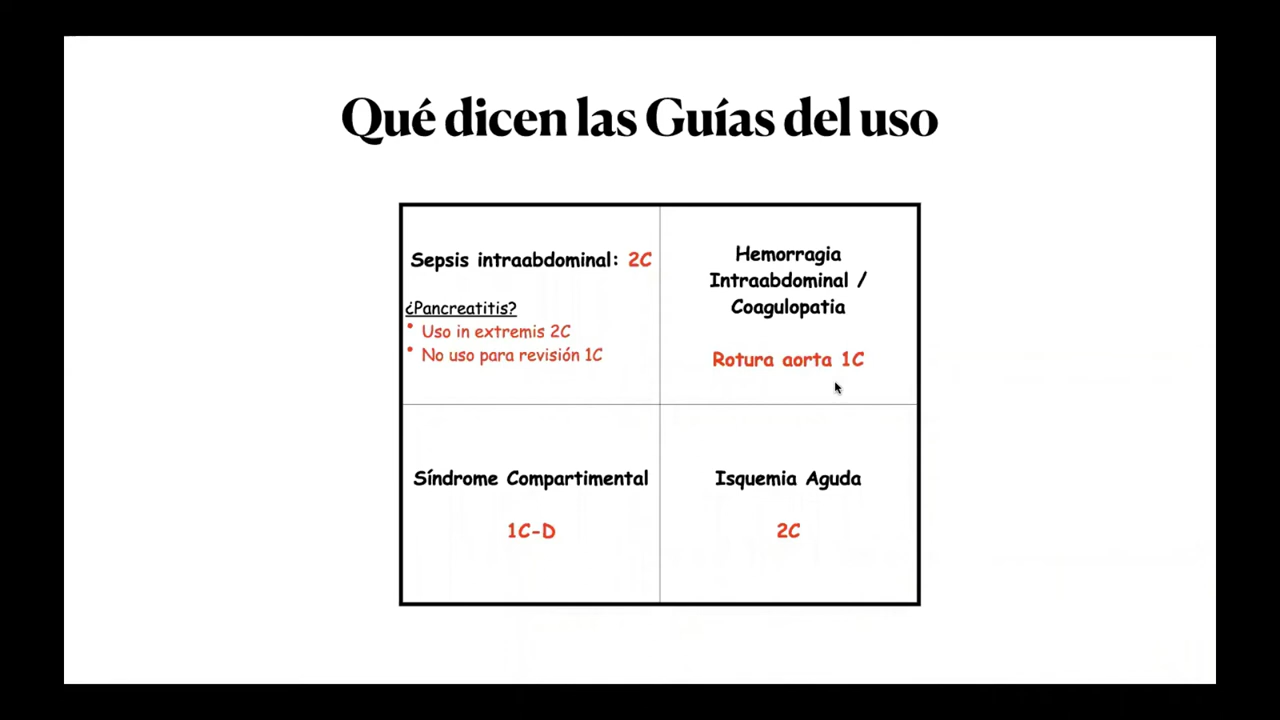 Qué dicen las Guías del uso
Sepsis intraabdominal: 2C
¿Pancreatitis?
• Uso in extremis 2C
• No uso para revisión 1C
Hemorragia
Intraabdominal /
Coagulopatia
Rotura aorta 1C
Síndrome Compartimental
1C-D
Isquemia Aguda
2C